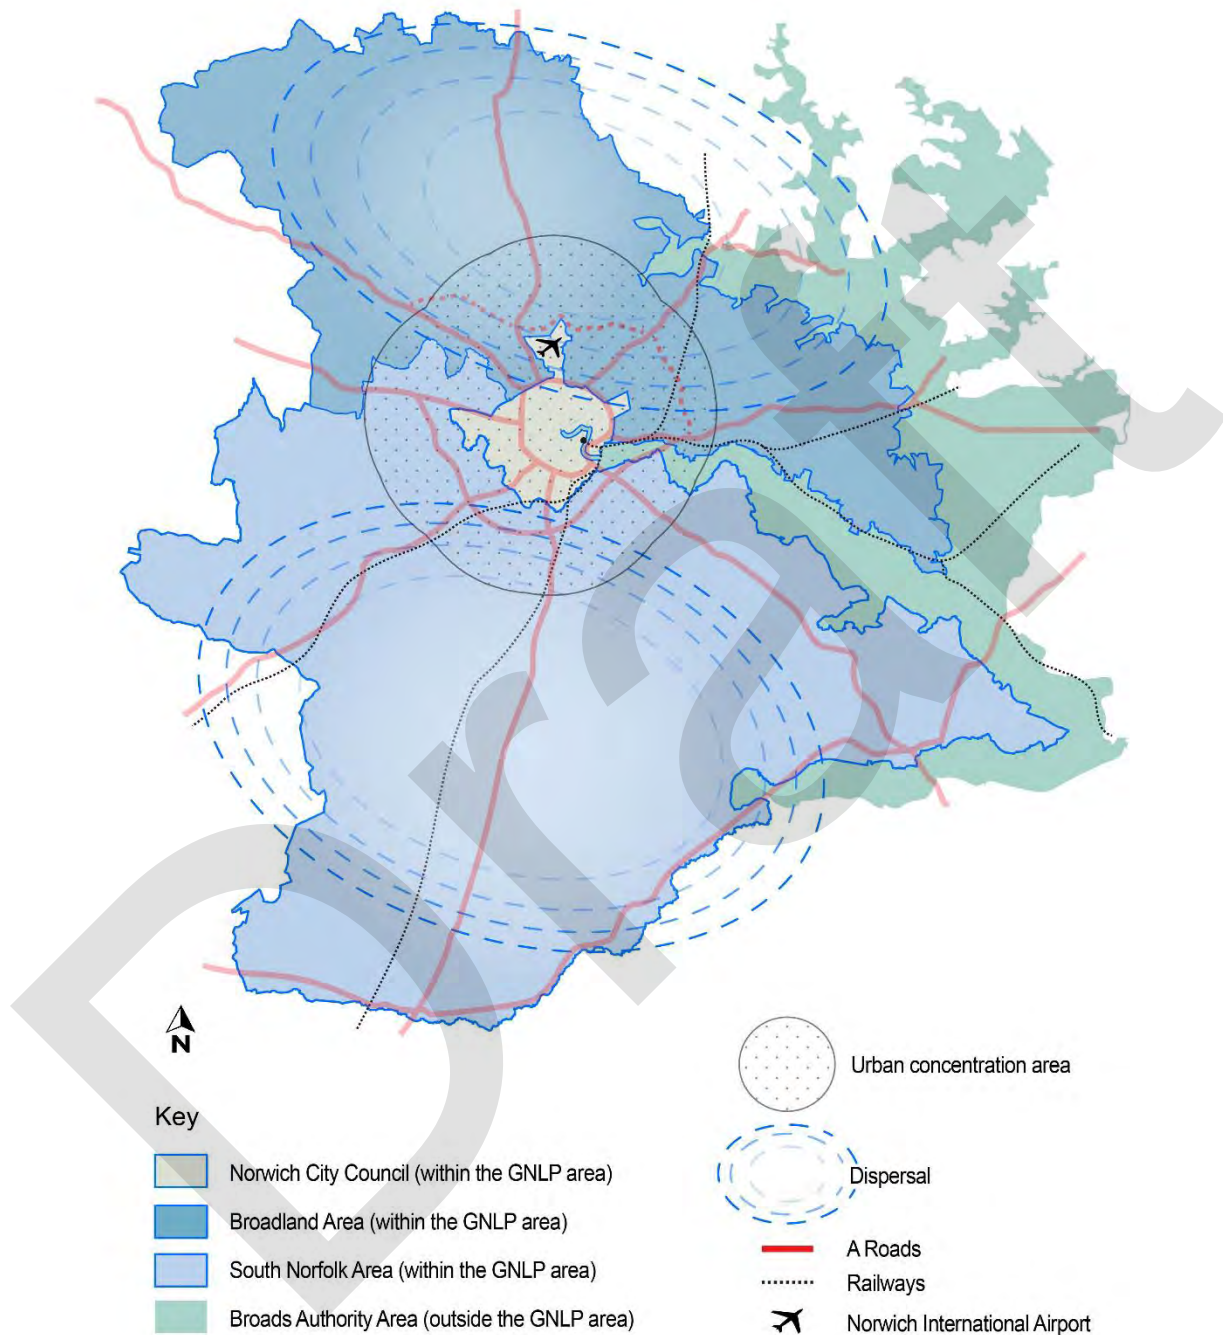 Draft
N
Key
Norwich City Council (within the GNLP area)
Broadland Area (within the GNLP area)
South Norfolk Area (within the GNLP area)
Broads Authority Area (outside the GNLP area)
Urban concentration area
Dispersal
A Roads
Railways
Norwich International Airport